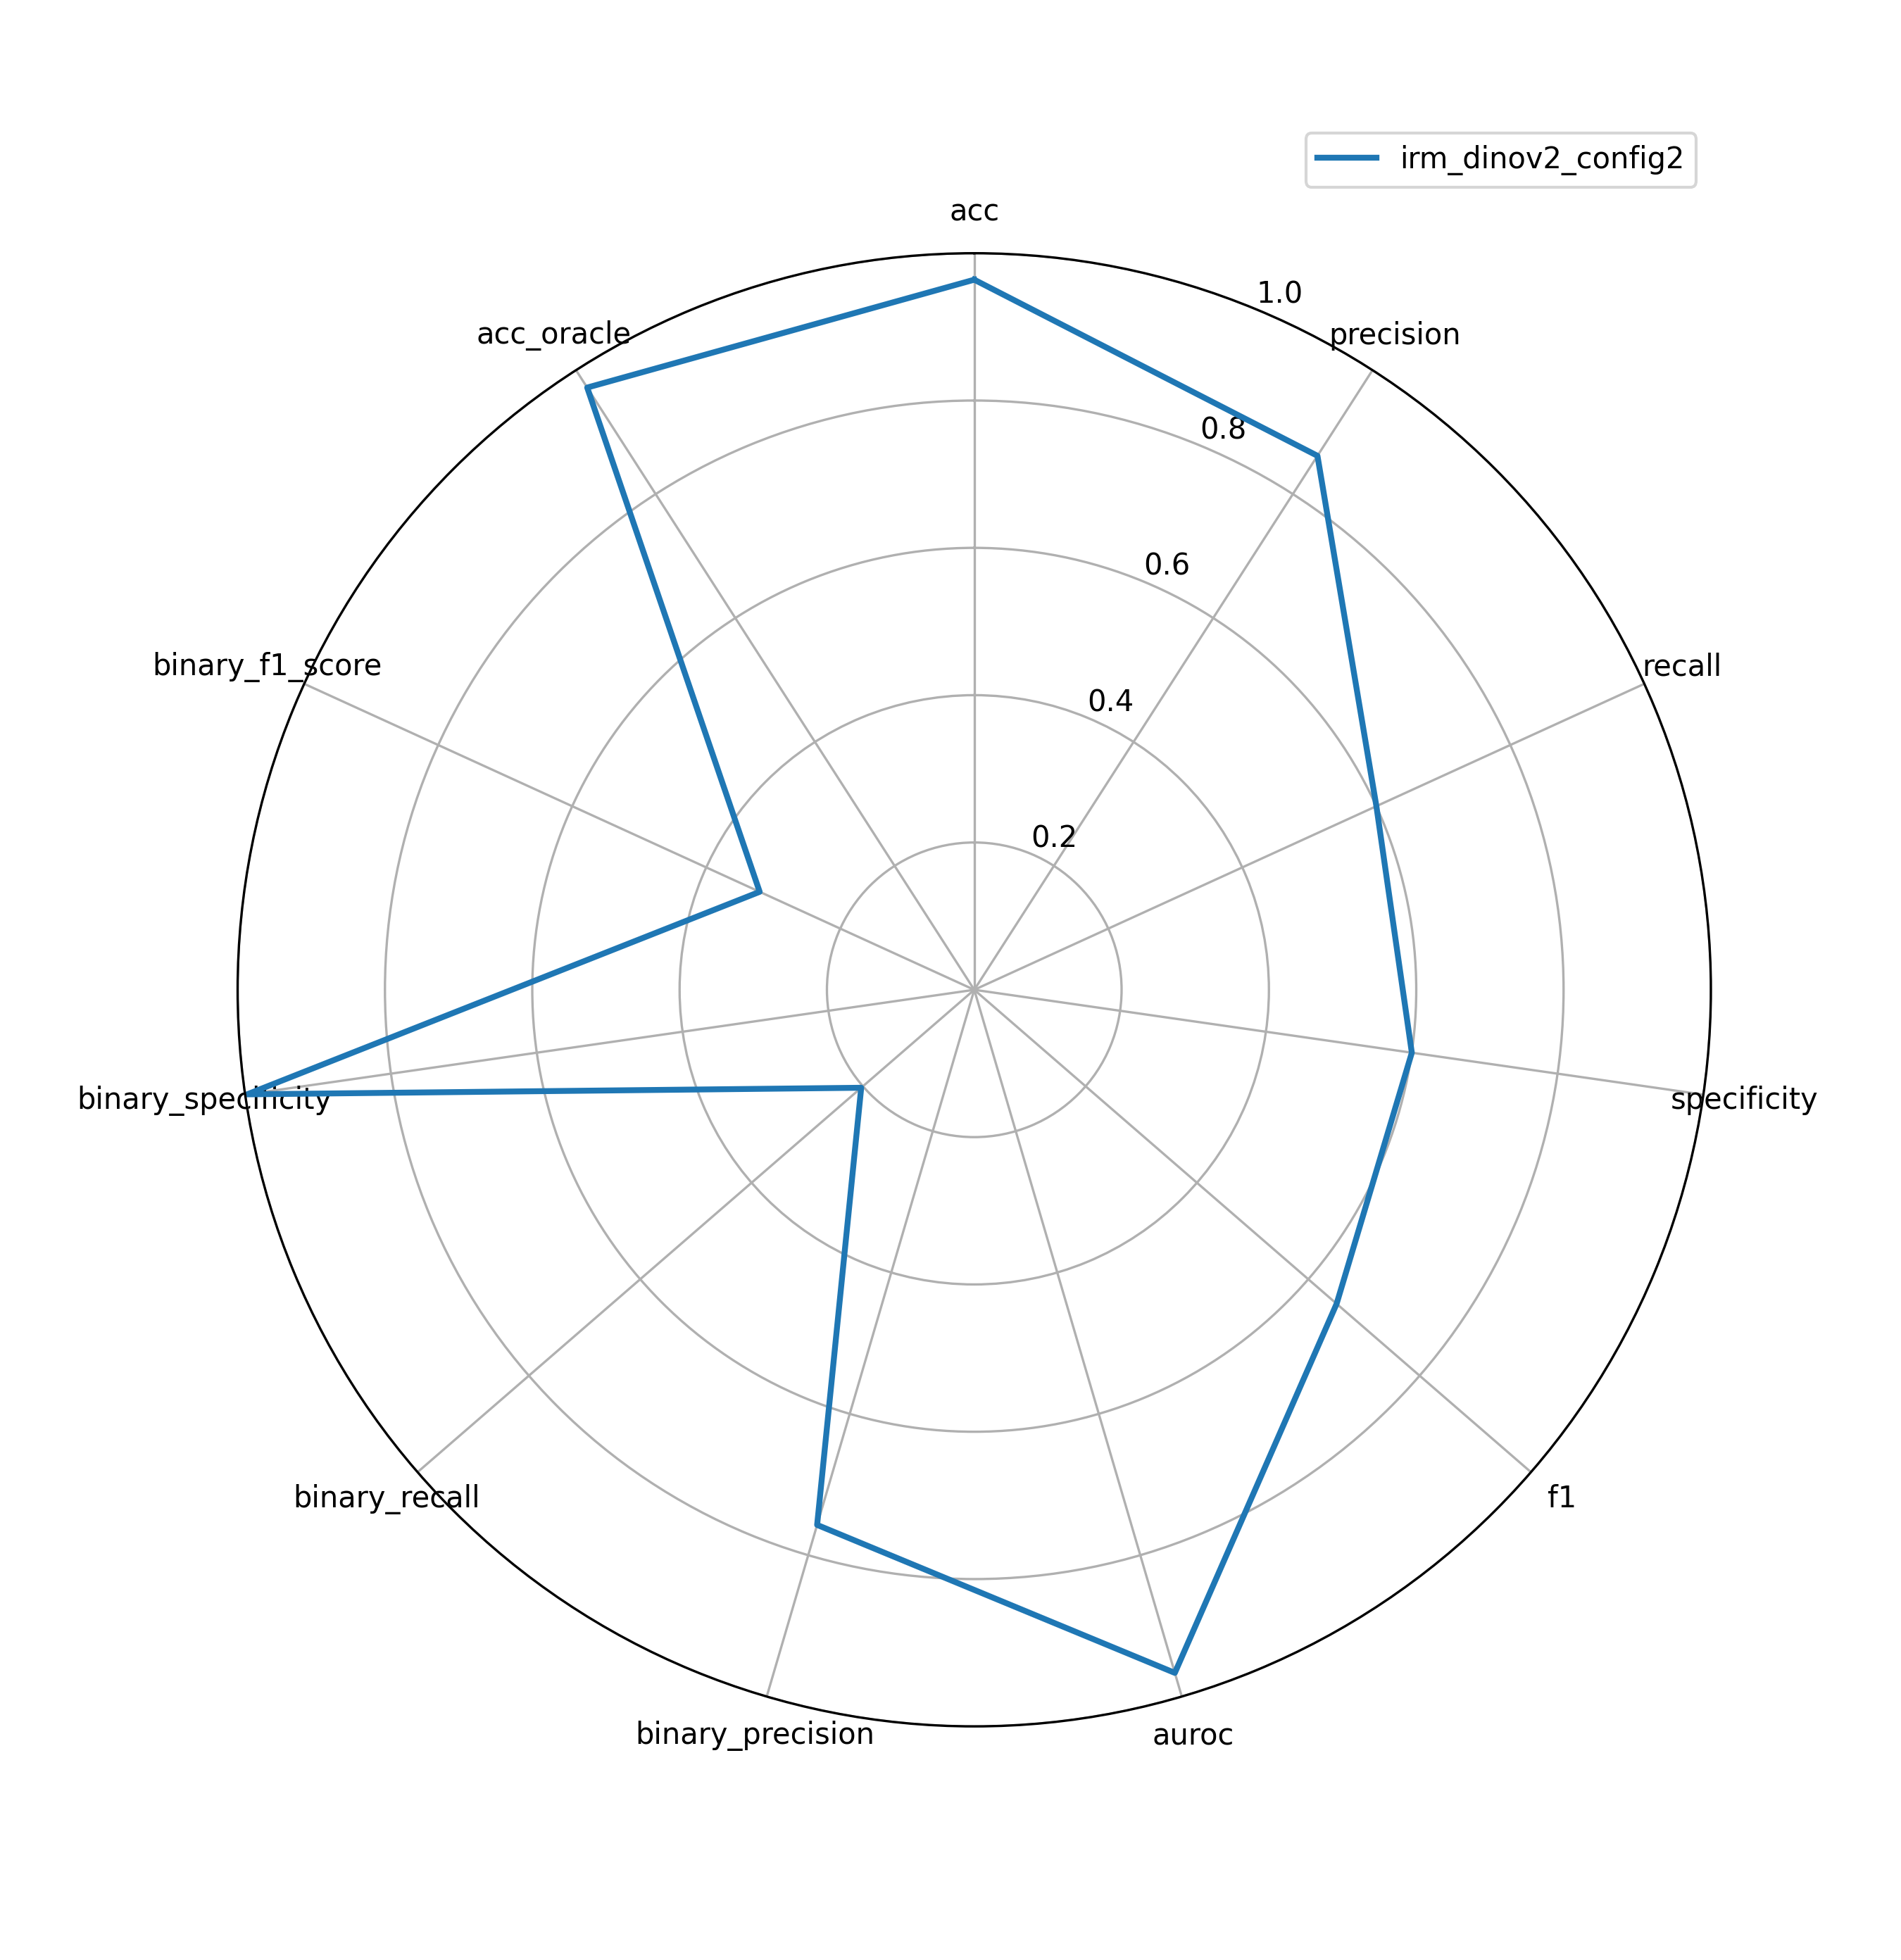 irm_dinov2_config2
acc
1.0
acc_oracle
precision
0.8
0.6
binary_f1_score
recall
0.4
0.2
binary_specificity
specificity
binary_recall
f1
binary_precision
auroc